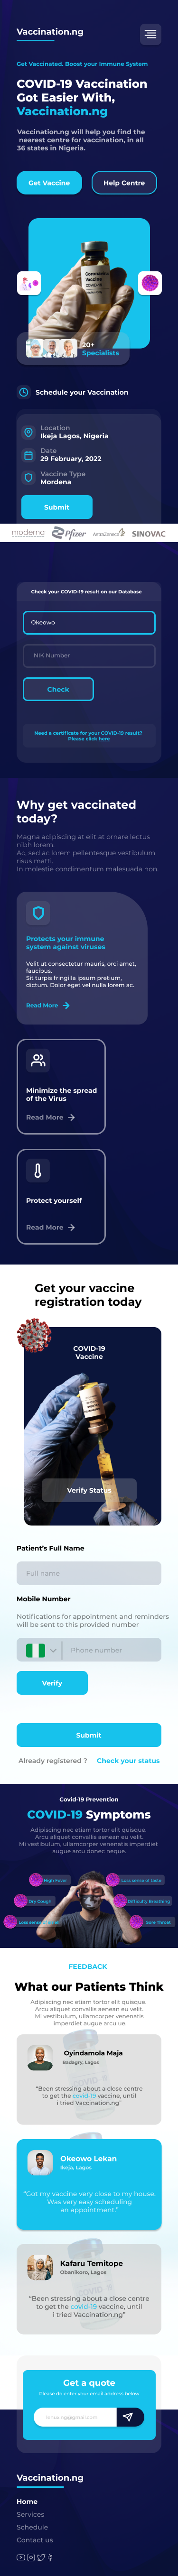 Vaccination.ng
Get Vaccinated. Boost your Immune System
COVID-19 Vaccination
Got Easier With,
Vaccination.ng
Vaccination.ng will help you find the
nearest centre for vaccination, in all
36 states in Nigeria.
Get Vaccine
Help Centre
Coronavirus
Vaccine
COVID-19
20+
Specialists
Schedule your Vaccination
Location
Ikeja Lagos, Nigeria
Date
29 February, 2022
Vaccine Type
Mordena
Submit
moderna
Pfizer
AstraZeneca
SINOVAC
Check your COVID-19 result on our Database
Okeowo
NIK Number
Check
Need a certificate for your COVID-19 result?
Please click here
Why get vaccinated
today?
Magna adipiscing at elit at ornare lectus
nibh lorem.
Ac, sed ac lorem pellentesque vestibulum
risus matti.
In molestie condimentum malesuada non.
Protects your immune
system against viruses
Velit ut consectetur mauris, orci amet,
faucibus.
Sit turpis fringilla ipsum pretium,
dictum. Dolor eget vel nulla lorem ac.
Read More
Minimize the spread
of the Virus
Read More
Protect yourself
Read More
Get your vaccine
registration today
COVID-19
Vaccine
Verify Status
Patient’s Full Name
Full name
Mobile Number
Notifications for appointment and reminders
will be sent to this provided number
Phone number
Verify
Submit
Already registered ?
Check your status
Covid-19 Prevention
COVID-19 Symptoms
Adipiscing nec etiam tortor elit quisque.
Arcu aliquet convallis aenean av urs elit.
Mi vestibulum, ullamcorper venenatis imperdiet
augue arcu donec neque.
High Fever
Loss sense of taste
Dry Cough
Difficulty Breathing
Loss sense
Sore Throat
FEEDBACK
What our Patients Think
Adipiscing nec etiam tortor elit quisque.
Arcu aliquet convallis aenean av urs elit.
Mi vestibulum, ullamcorper venenatis
imperdiet augue arcu ue.
Oyindamola Maja
Badagry, Lagos
“Been stressing about a close centre
to get the covid-19 vaccine, until
i tried Vaccination.ng”
Okeowo Lekan
Ikeja, Lagos
“Got my vaccine very close to my house.
Was very easy scheduling
an appointment.”
Kafaru Temitope
Obanikoro, Lagos
“Been stressing about a close centre
to get the covid-19 vaccine, until
i tried Vaccination.ng”
Get a quote
Please do enter your email address below
Vaccination.ng
Home
Services
Schedule
Contact us